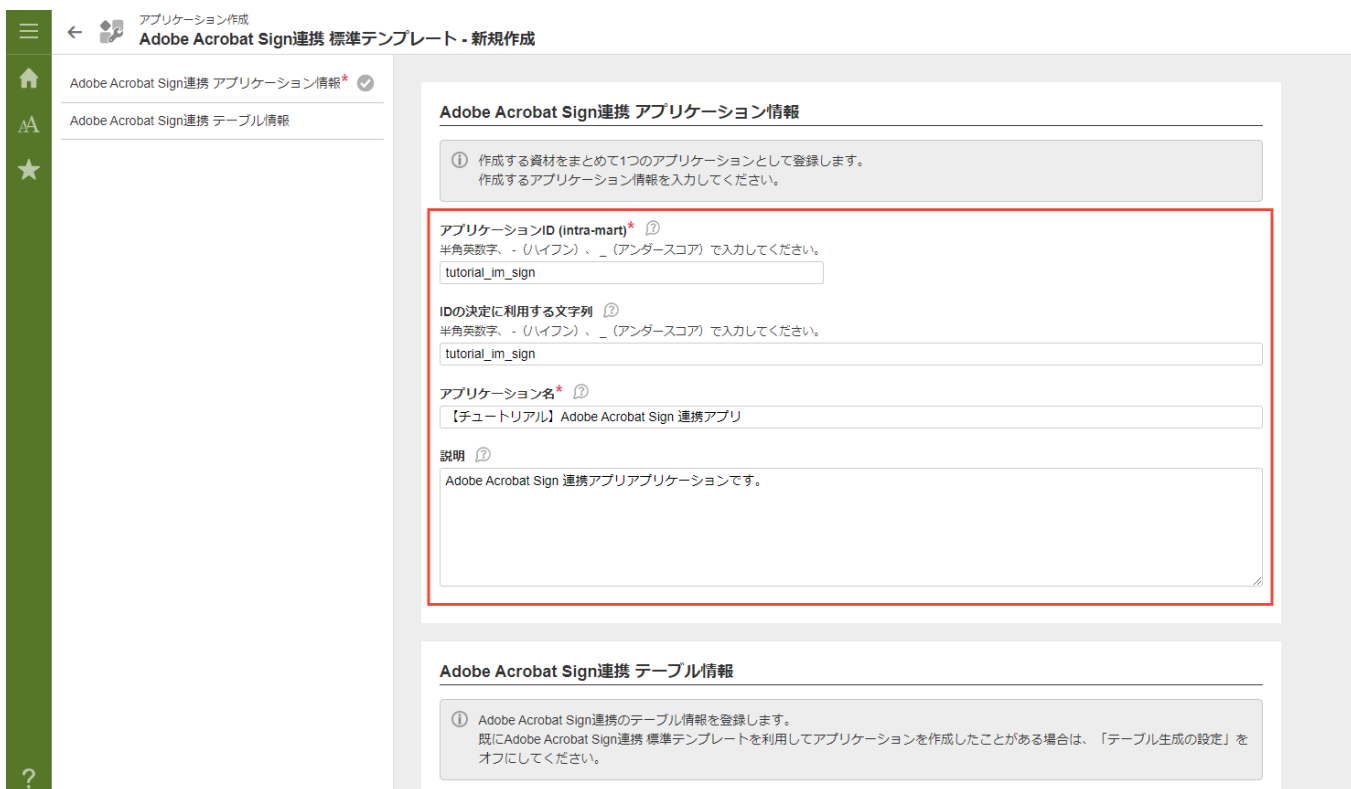 アプリケーション作成
Adobe Acrobat Sign連携 標準テンプレート - 新規作成
Adobe Acrobat Sign連携 アプリケーション情報*
Adobe Acrobat Sign連携 テーブル情報
Adobe Acrobat Sign連携 アプリケーション情報
作成する資材をまとめて1つのアプリケーションとして登録します。
作成するアプリケーション情報を入力してください。
アプリケーションID (intra-mart)*
半角英数字、 -（ハイフン）、 _（アンダースコア）で入力してください。
tutorial_im_sign
IDの決定に利用する文字列
半角英数字、 -（ハイフン）、 _（アンダースコア）で入力してください。
tutorial_im_sign
アプリケーション名*
【チュートリアル】Adobe Acrobat Sign 連携アプリ
説明
Adobe Acrobat Sign 連携アプリアプリケーションです。
Adobe Acrobat Sign連携 テーブル情報
Adobe Acrobat Sign連携のテーブル情報を登録します。
既にAdobe Acrobat Sign連携 標準テンプレートを利用してアプリケーションを作成したことがある場合は、「テーブル生成の設定」を
オフにしてください。